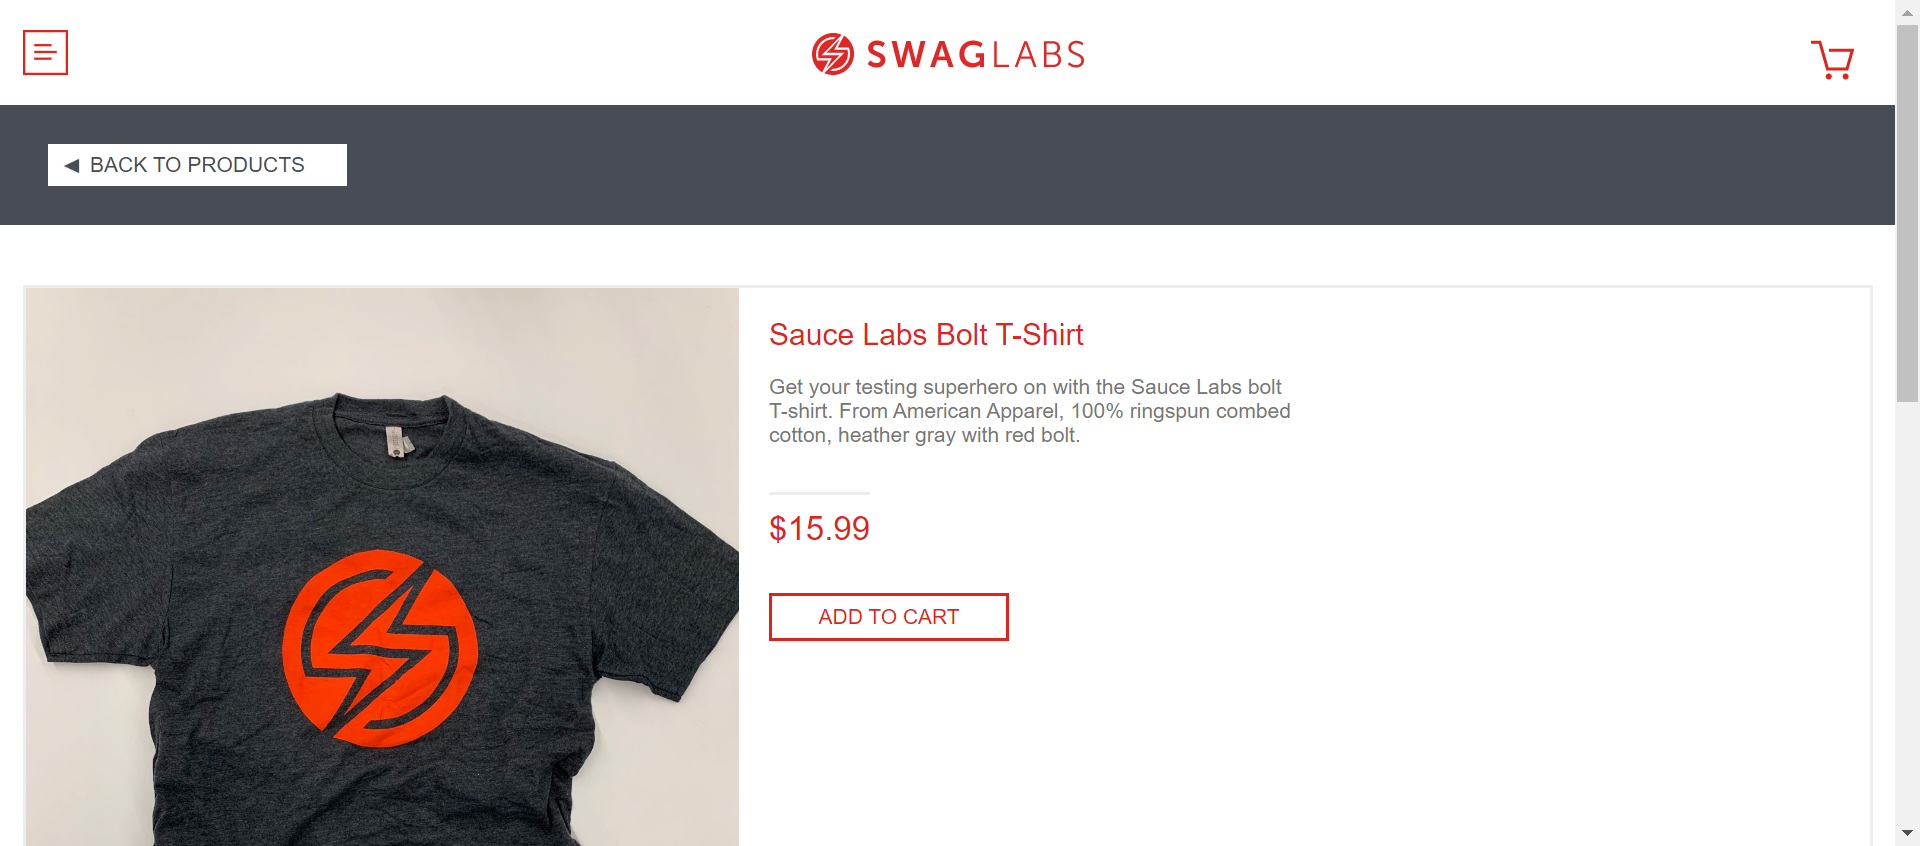 SWAGLABS
BACK TO PRODUCTS
Sauce Labs Bolt T-Shirt
Get your testing superhero on with the Sauce Labs bolt
T-shirt. From American Apparel, 100% ringspun combed
cotton, heather gray with red bolt.
$15.99
ADD TO CART